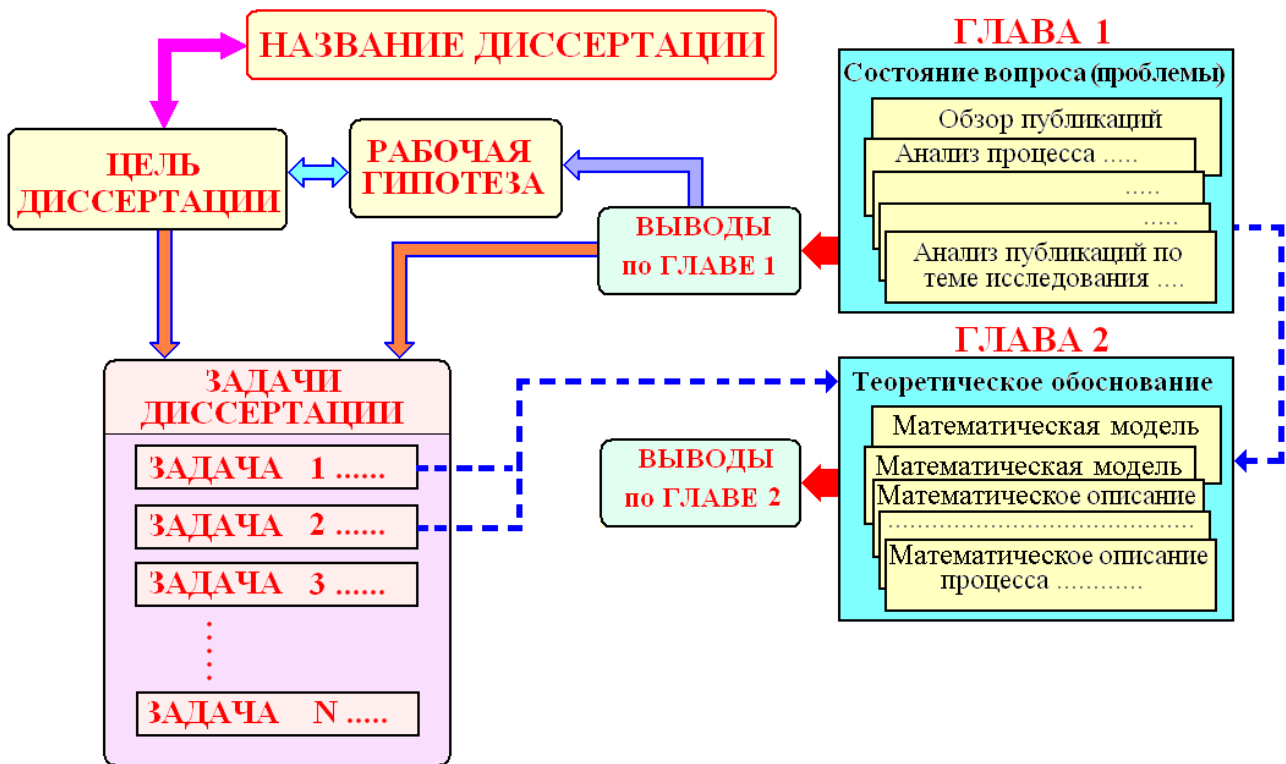 НАЗВАНИЕ ДИССЕРТАЦИИ
ЦЕЛЬ
ДИССЕРТАЦИИ
РАБОЧАЯ
ГИПОТЕЗА
ВЫВОДЫ
по ГЛАВЕ 1
ГЛАВА 1
Состояние вопроса (проблемы)
Обзор публикаций
Анализ процесса .....
.....
.....
Анализ публикаций по
теме исследования ....
ЗАДАЧИ
ДИССЕРТАЦИИ
ЗАДАЧА 1 ......
ЗАДАЧА 2 ......
ЗАДАЧА 3 ......
ЗАДАЧА N .....
ВЫВОДЫ
по ГЛАВЕ 2
ГЛАВА 2
Теоретическое обоснование
Математическая модель
Математическая модель
Математическое описание
..........................................
Математическое описание
процесса ............